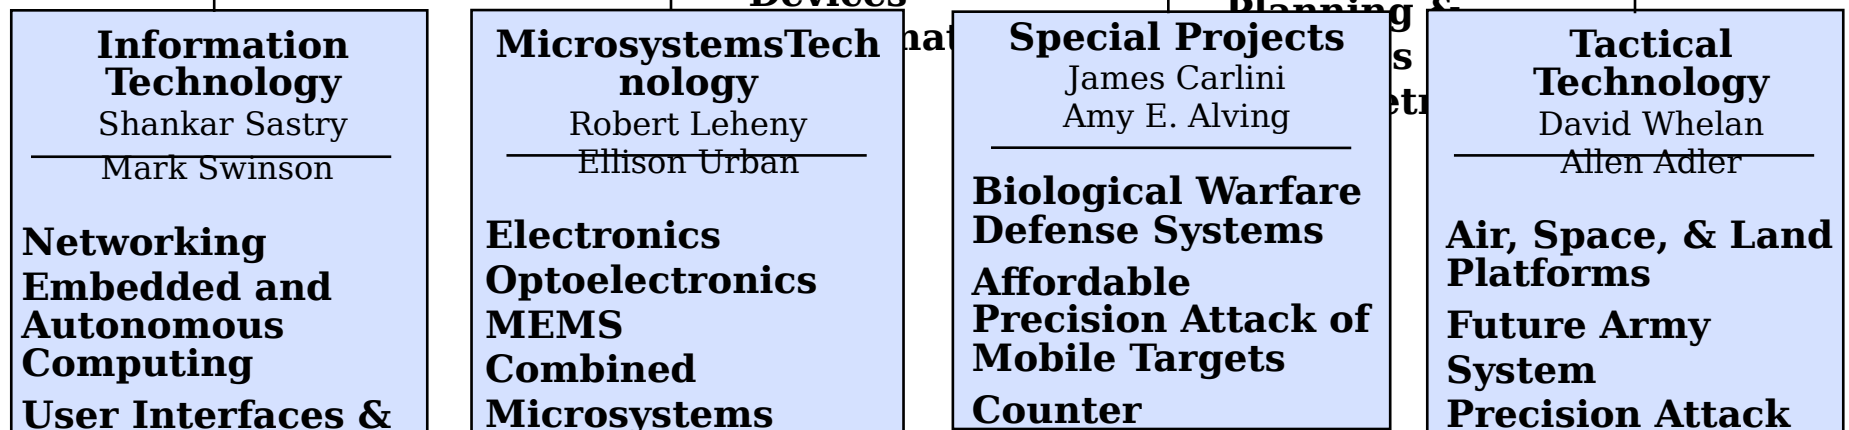 Information
Technology
Shankar Sastry
Mark Swinson
Networking
Embedded and
Autonomous
Computing
User Interfaces &
MicrosystemsTech
nology
Robert Leheny
Ellison Urban
Electronics
Optoelectronics
MEMS
Combined
Microsystems
Devices
Special Projects
James Carlini
Amy E. Alving
Biological Warfare
Defense Systems
Affordable
Precision Attack of
Mobile Targets
Counter
Planning &
Tactical
Technology
David Whelan
Allen Adler
Air, Space, & Land
Platforms
Future Army
System
Precision Attack